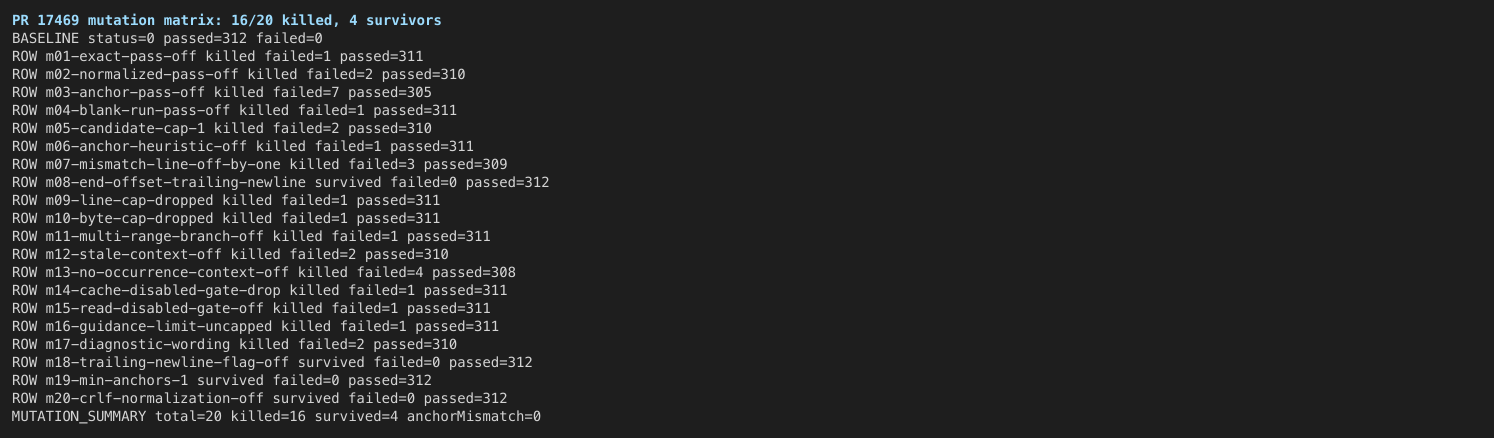 PR 17469 mutation matrix: 16/20 killed, 4 survivors
BASELINE status=0 passed=312 failed=0
ROW m01-exact-pass-off killed failed=1 passed=311
ROW m02-normalized-pass-off killed failed=2 passed=310
ROW m03-anchor-pass-off killed failed=7 passed=305
ROW m04-blank-run-pass-off killed failed=1 passed=311
ROW m05-candidate-cap-1 killed failed=2 passed=310
ROW m06-anchor-heuristic-off killed failed=1 passed=311
ROW m07-mismatch-line-off-by-one killed failed=3 passed=309
ROW m08-end-offset-trailing-newline survived failed=0 passed=312
ROW m09-line-cap-dropped killed failed=1 passed=311
ROW m10-byte-cap-dropped killed failed=1 passed=311
ROW m11-multi-range-branch-off killed failed=1 passed=311
ROW m12-stale-context-off killed failed=2 passed=310
ROW m13-no-occurrence-context-off killed failed=4 passed=308
ROW m14-cache-disabled-gate-drop killed failed=1 passed=311
ROW m15-read-disabled-gate-off killed failed=1 passed=311
ROW m16-guidance-limit-uncapped killed failed=1 passed=311
ROW m17-diagnostic-wording killed failed=2 passed=310
ROW m18-trailing-newline-flag-off survived failed=0 passed=312
ROW m19-min-anchors-1 survived failed=0 passed=312
ROW m20-crlf-normalization-off survived failed=0 passed=312
MUTATION_SUMMARY total=20 killed=16 survived=4 anchorMismatch=0